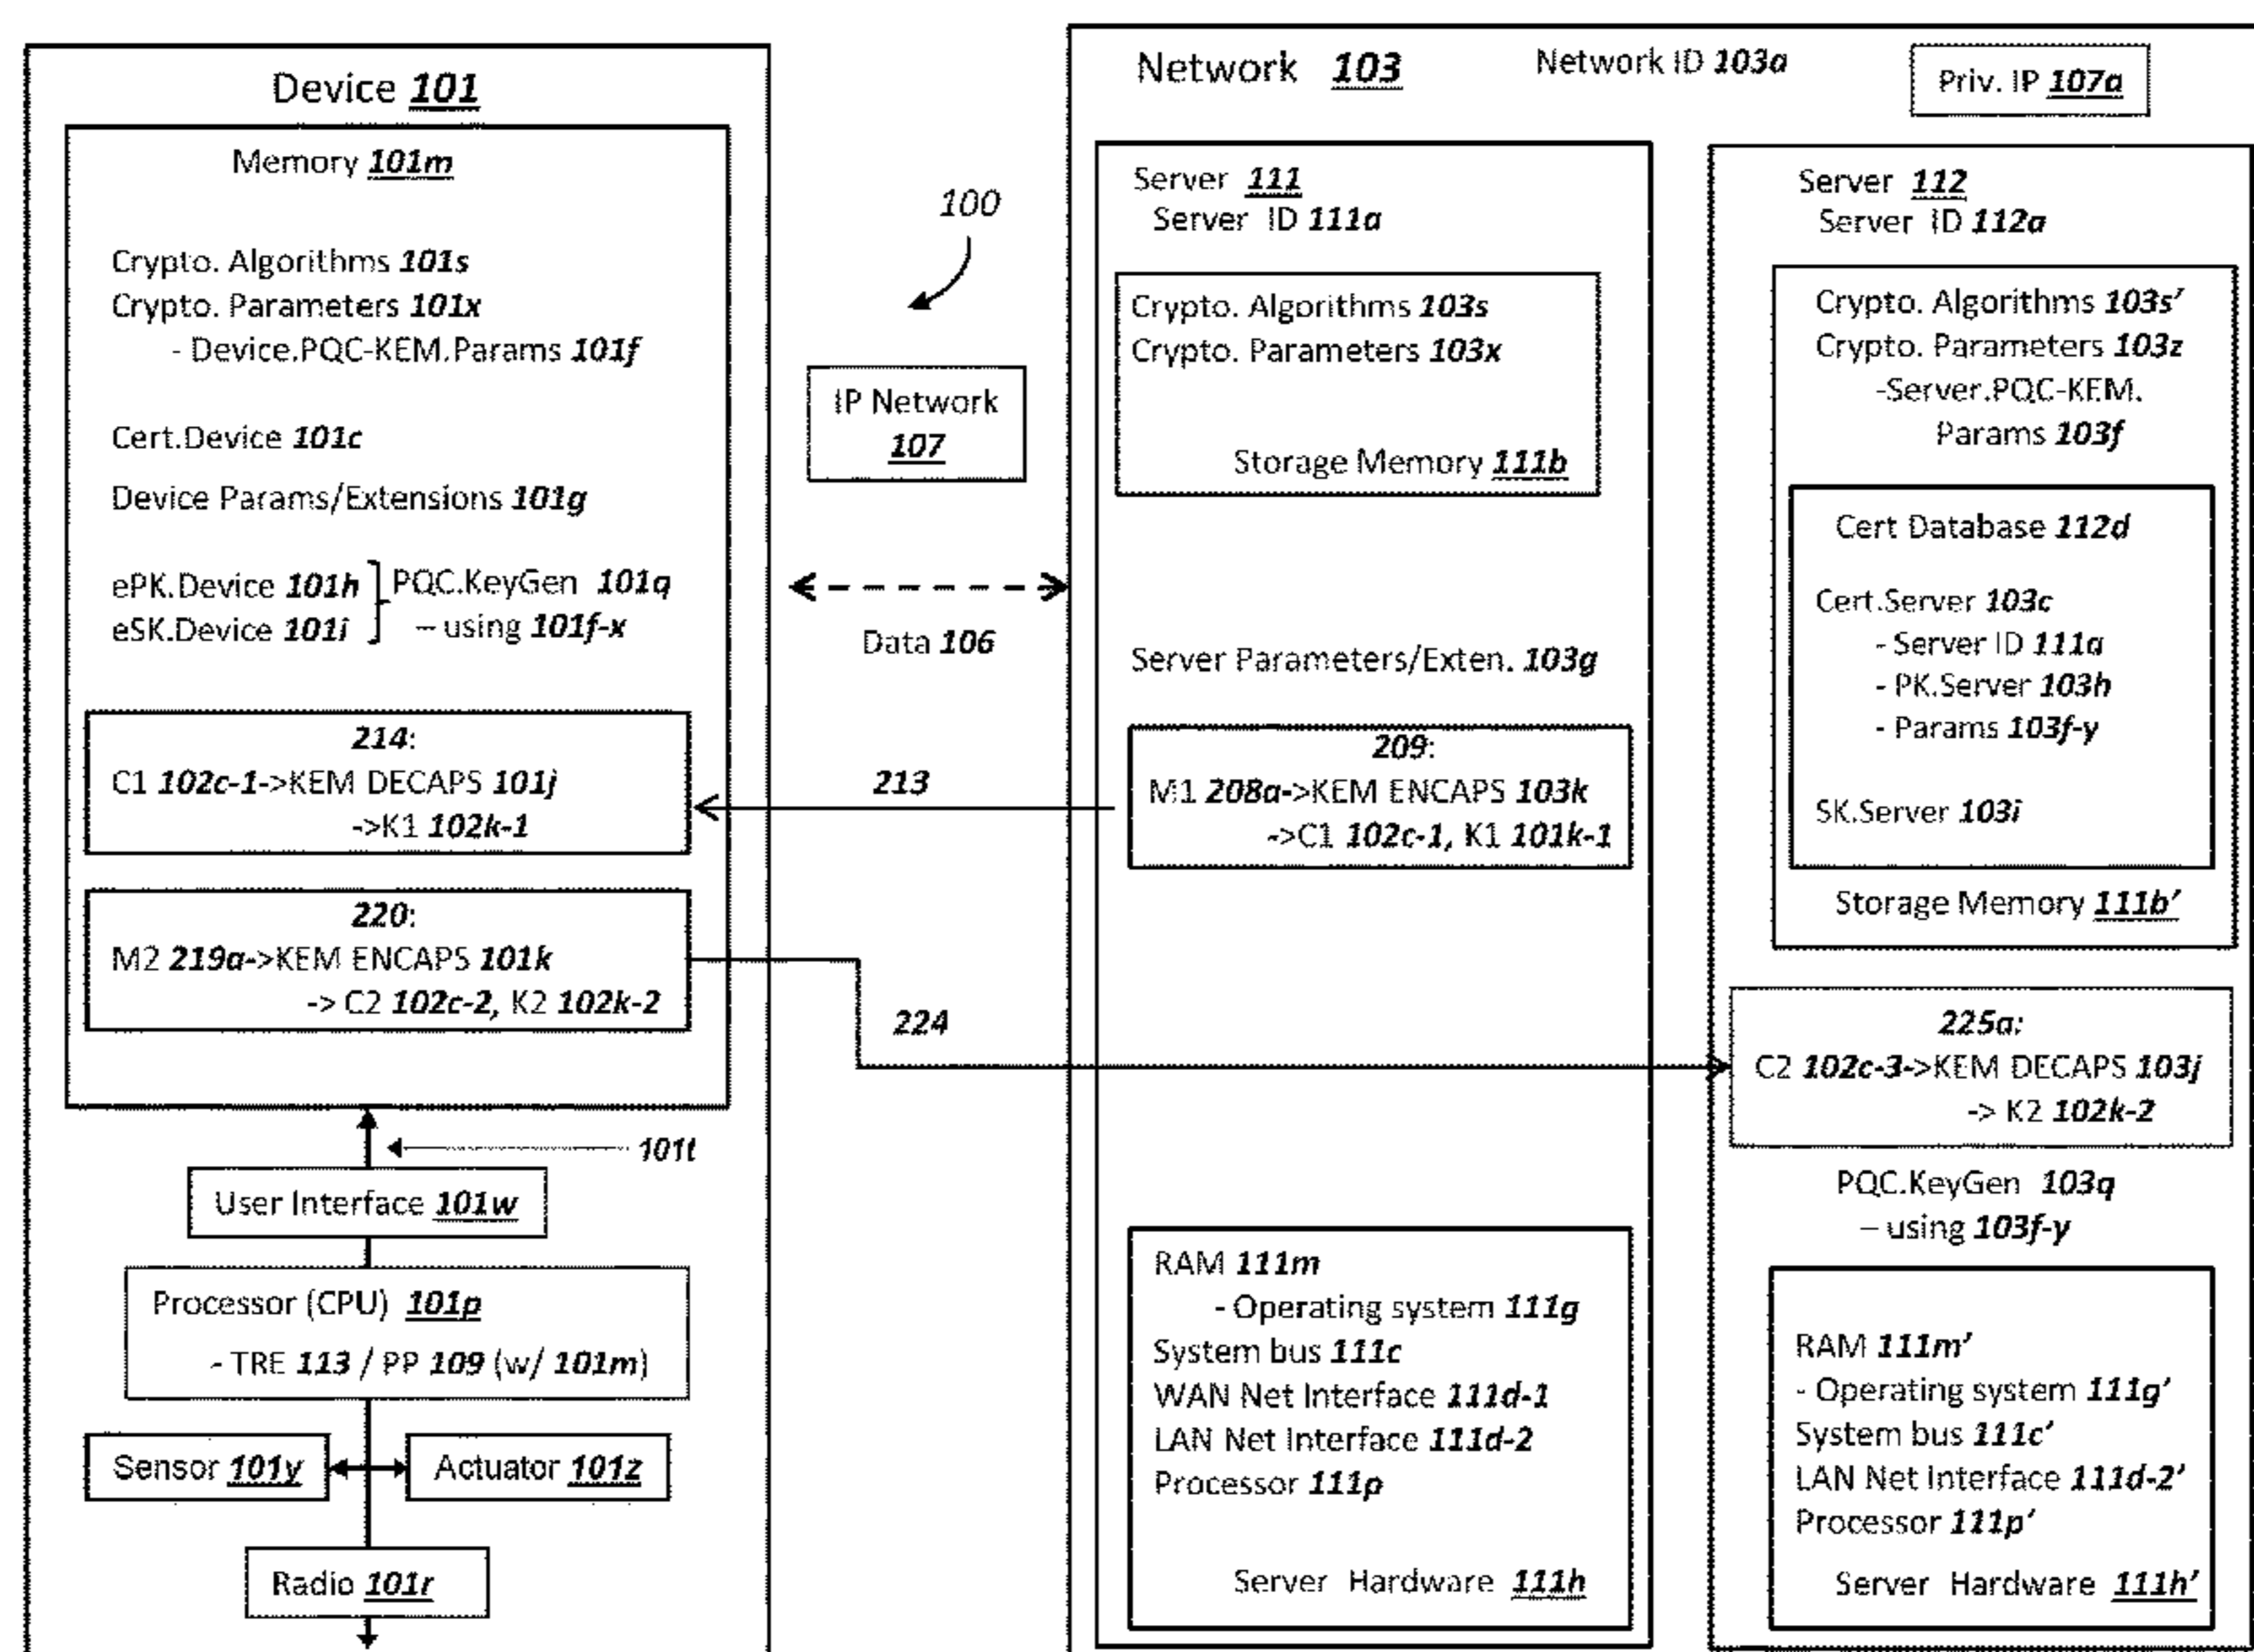 Device 101
Memory 101m
Crypto. Algorithms 101s
Crypto. Parameters 101x
- Device.PQC-KEM.Params 101f
Cert.Device 101c
Device Params/Extensions 101g
ePK.Device 101h
eSK.Device 101i
PQC.KeyGen 101q
– using 101f-x
214:
C1 102c-1->KEM DECAPS 101j
->K1 102k-1
220:
M2 219a->KEM ENCAPS 101k
-> C2 102c-2, K2 102k-2
101t
User Interface 101w
Processor (CPU) 101p
- TRE 113 / PP 109 (w/ 101m)
Sensor 101y
Actuator 101z
Radio 101r
100
IP Network
107
Data 106
213
224
Network 103
Network ID 103a
Priv. IP 107a
Server 111
Server ID 111a
Crypto. Algorithms 103s
Crypto. Parameters 103x
Storage Memory 111b
Server Parameters/Exten. 103g
209:
M1 208a->KEM ENCAPS 103k
->C1 102c-1, K1 101k-1
RAM 111m
- Operating system 111g
System bus 111c
WAN Net Interface 111d-1
LAN Net Interface 111d-2
Processor 111p
Server Hardware 111h
Server 112
Server ID 112a
Crypto. Algorithms 103s'
Crypto. Parameters 103z
-Server.PQC-KEM.
Params 103f
Cert Database 112d
Cert.Server 103c
- Server ID 111a
- PK.Server 103h
- Params 103f-y
SK.Server 103i
Storage Memory 111b'
225a:
C2 102c-3->KEM DECAPS 103j
-> K2 102k-2
PQC.KeyGen 103q
– using 103f-y
RAM 111m'
- Operating system 111g'
System bus 111c'
LAN Net Interface 111d-2'
Processor 111p'
Server Hardware 111h'